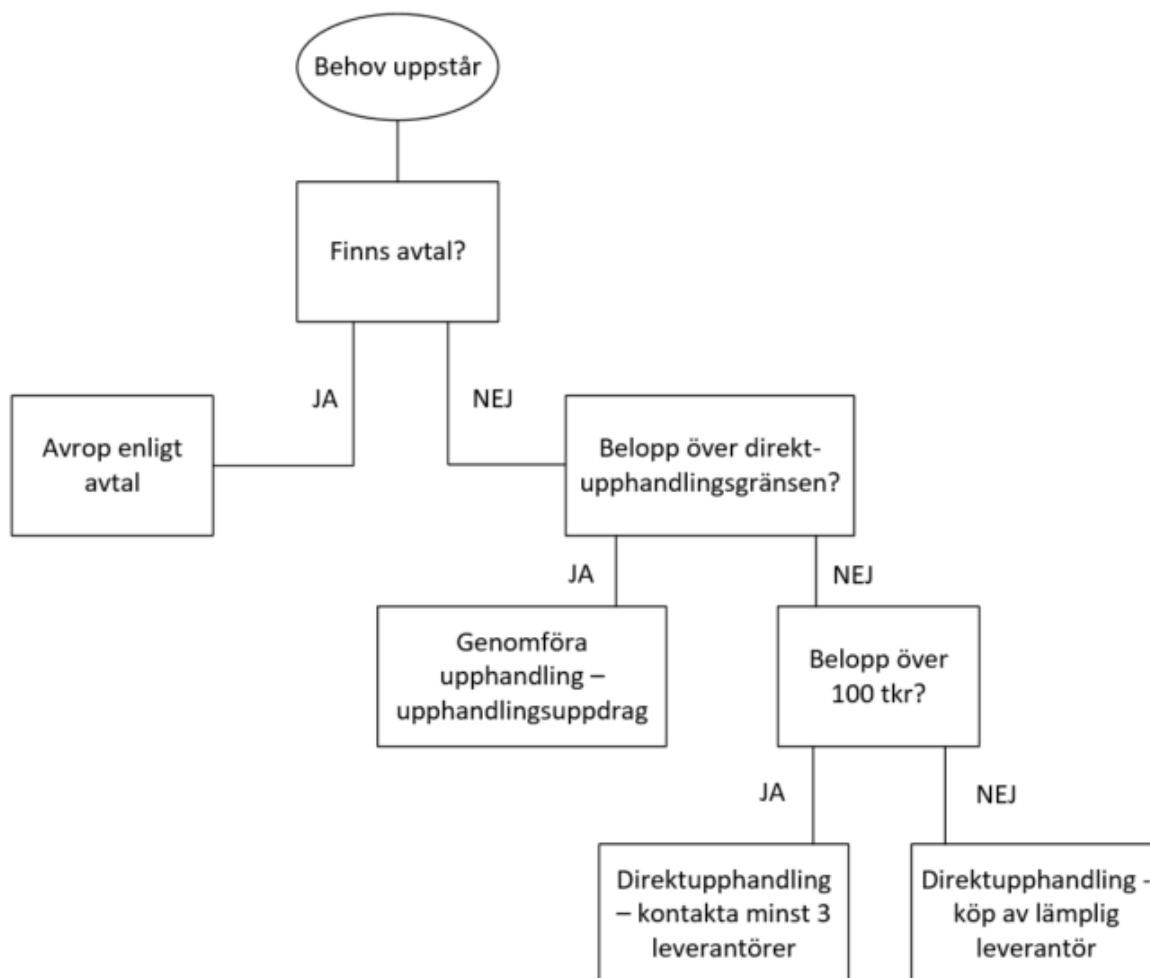 Behov uppstår
Finns avtal?
JA
NEJ
Avrop enligt
avtal
Belopp över direkt-
upphandlingsgränsen?
JA
NEJ
Genomföra
upphandling –
upphandlingsuppdrag
Belopp över
100 tkr?
JA
NEJ
Direktupphandling
– kontakta minst 3
leverantörer
Direktupphandling -
köp av lämplig
leverantör